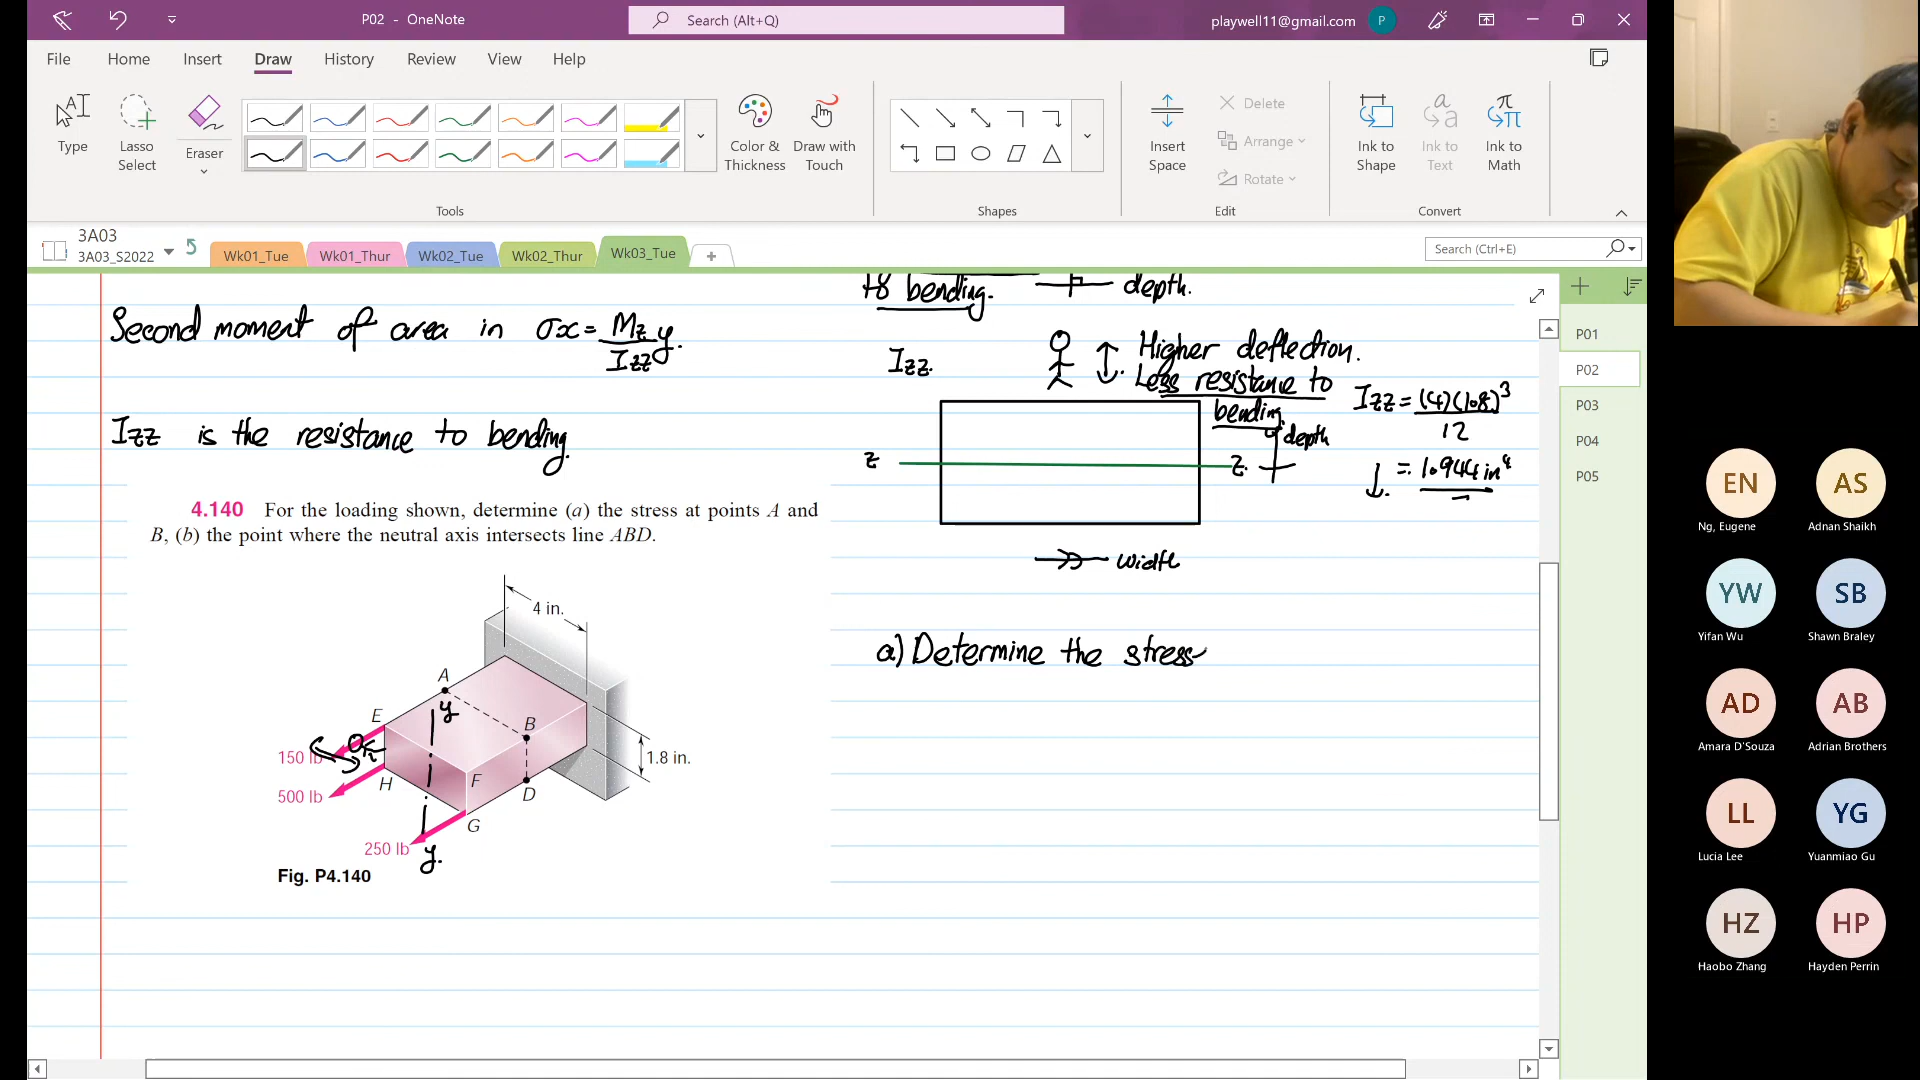 P02 - OneNote
Search (Alt+Q)
playwell11@gmail.com
P
File Home Insert Draw History Review View Help
Type
Lasso Select
Eraser
Color & Thickness
Draw with Touch
Insert Space
Delete
Arrange
Rotate
Ink to Shape
Ink to Text
Ink to Math
Tools
Shapes
Edit
Convert
3A03
3A03_S2022
Wk01_Tue
Wk01_Thur
Wk02_Tue
Wk02_Thur
Wk03_Tue
Search (Ctrl+E)
P01
P02
P03
P04
P05
to bending.
depth.
Second moment of area in σx = Mz y.
Izz
Izz is the resistance to bending.
Izz.
Higher deflection.
Less resistance to
bending.
depth
z
z.
Izz = (4)(1.8)^3
12
= 1.944 in^4
width
4.140 For the loading shown, determine (a) the stress at points A and
B, (b) the point where the neutral axis intersects line ABD.
4 in.
A
y
E
B
150 lb
1.8 in.
H
F
500 lb
D
G
250 lb
y.
Fig. P4.140
a) Determine the stress
EN
Ng, Eugene
AS
Adnan Shaikh
YW
Yifan Wu
SB
Shawn Braley
AD
Amara D'Souza
AB
Adrian Brothers
LL
Lucia Lee
YG
Yuanmiao Gu
HZ
Haobo Zhang
HP
Hayden Perrin